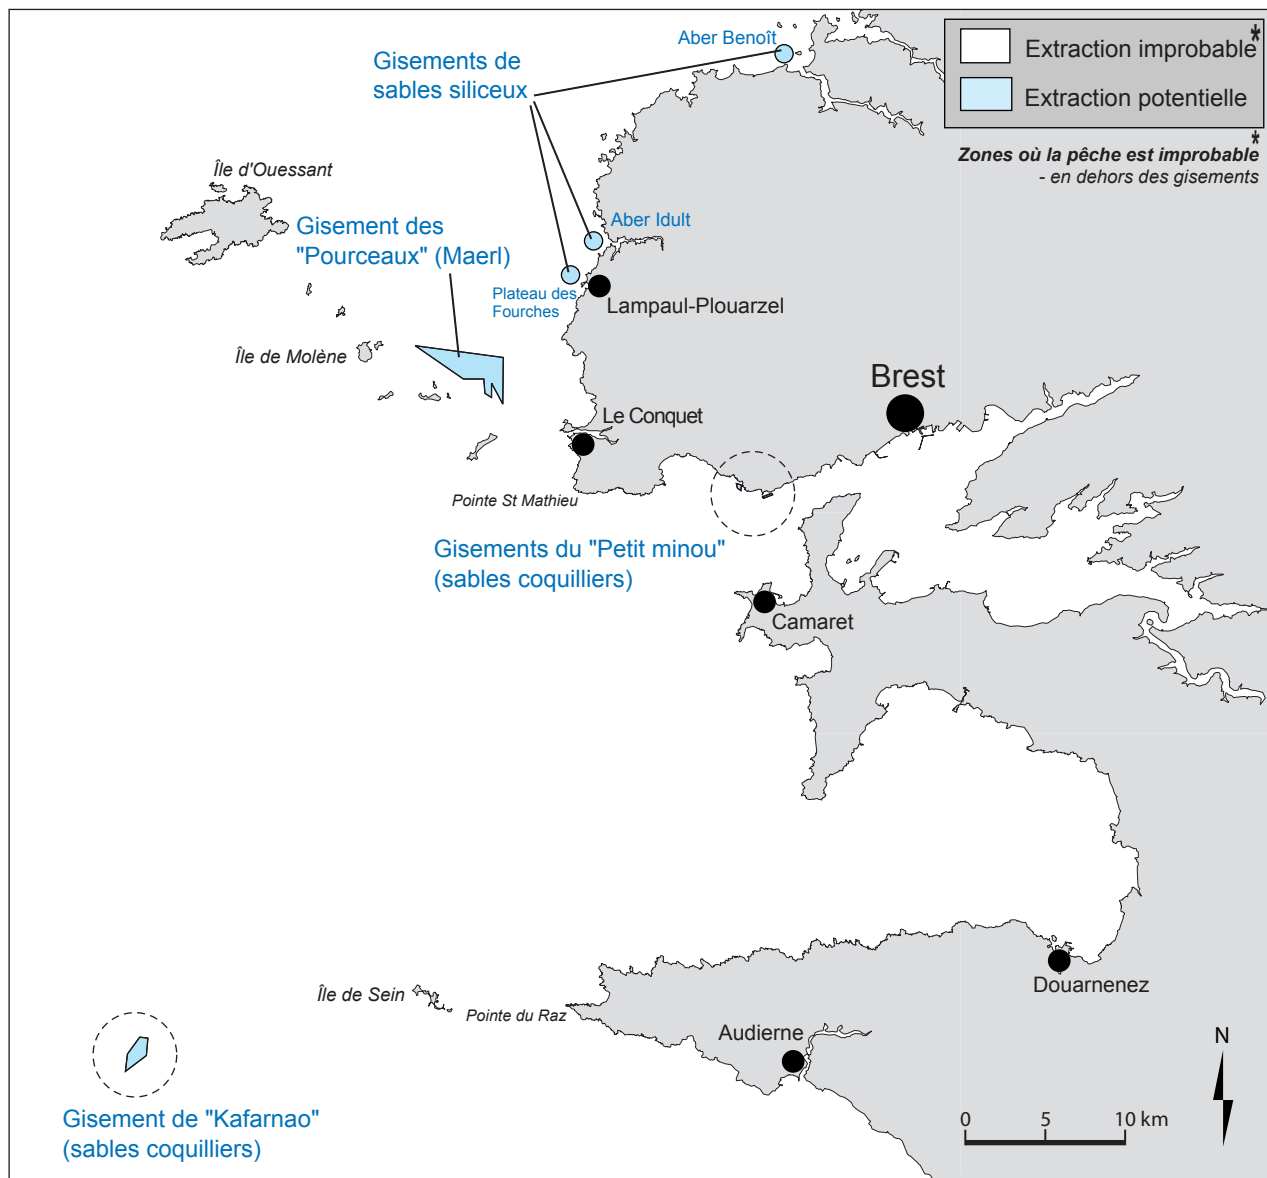 Aber Benoît
Gisements de
sables siliceux
*
Extraction improbable
Extraction potentielle
*
Zones où la pêche est improbable
- en dehors des gisements
Île d'Ouessant
Gisement des
"Pourceaux" (Maerl)
Aber Idult
Plateau des
Fourches
Lampaul-Plouarzel
Île de Molène
Brest
Le Conquet
Pointe St Mathieu
Gisements du "Petit minou"
(sables coquilliers)
Camaret
Île de Sein
Pointe du Raz
Douarnenez
Audierne
N
0 5 10 km
Gisement de "Kafarnao"
(sables coquilliers)